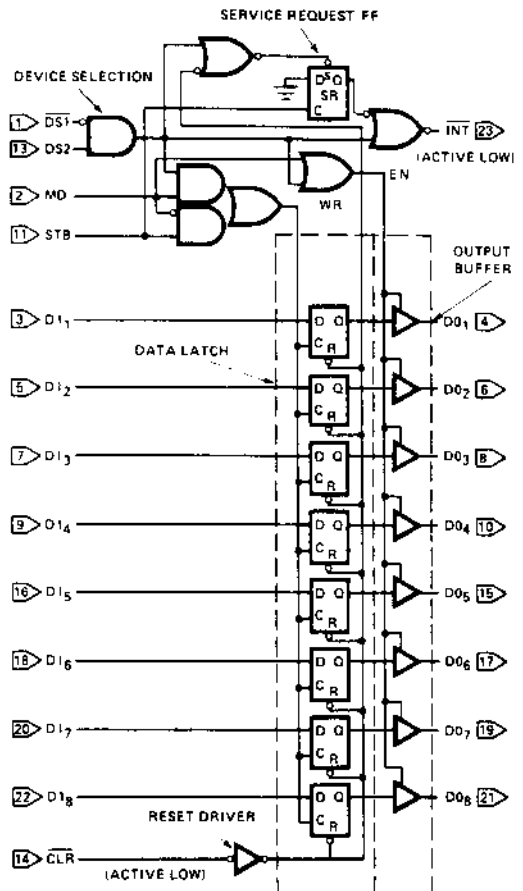 SERVICE REQUEST FF
DEVICE SELECTION
D S Q
SR
C
1 DS1
13 DS2
INT 23
(ACTIVE LOW)
2 MD
EN
WR
11 STB
OUTPUT
BUFFER
3 DI1 D Q C R DO1 4
DATA LATCH
5 DI2 D Q C R DO2 6
7 DI3 D Q C R DO3 8
9 DI4 D Q C R DO4 10
16 DI5 D Q C R DO5 15
18 DI6 D Q C R DO6 17
20 DI7 D Q C R DO7 19
22 DI8 D Q C R DO8 21
RESET DRIVER
14 CLR
(ACTIVE LOW)